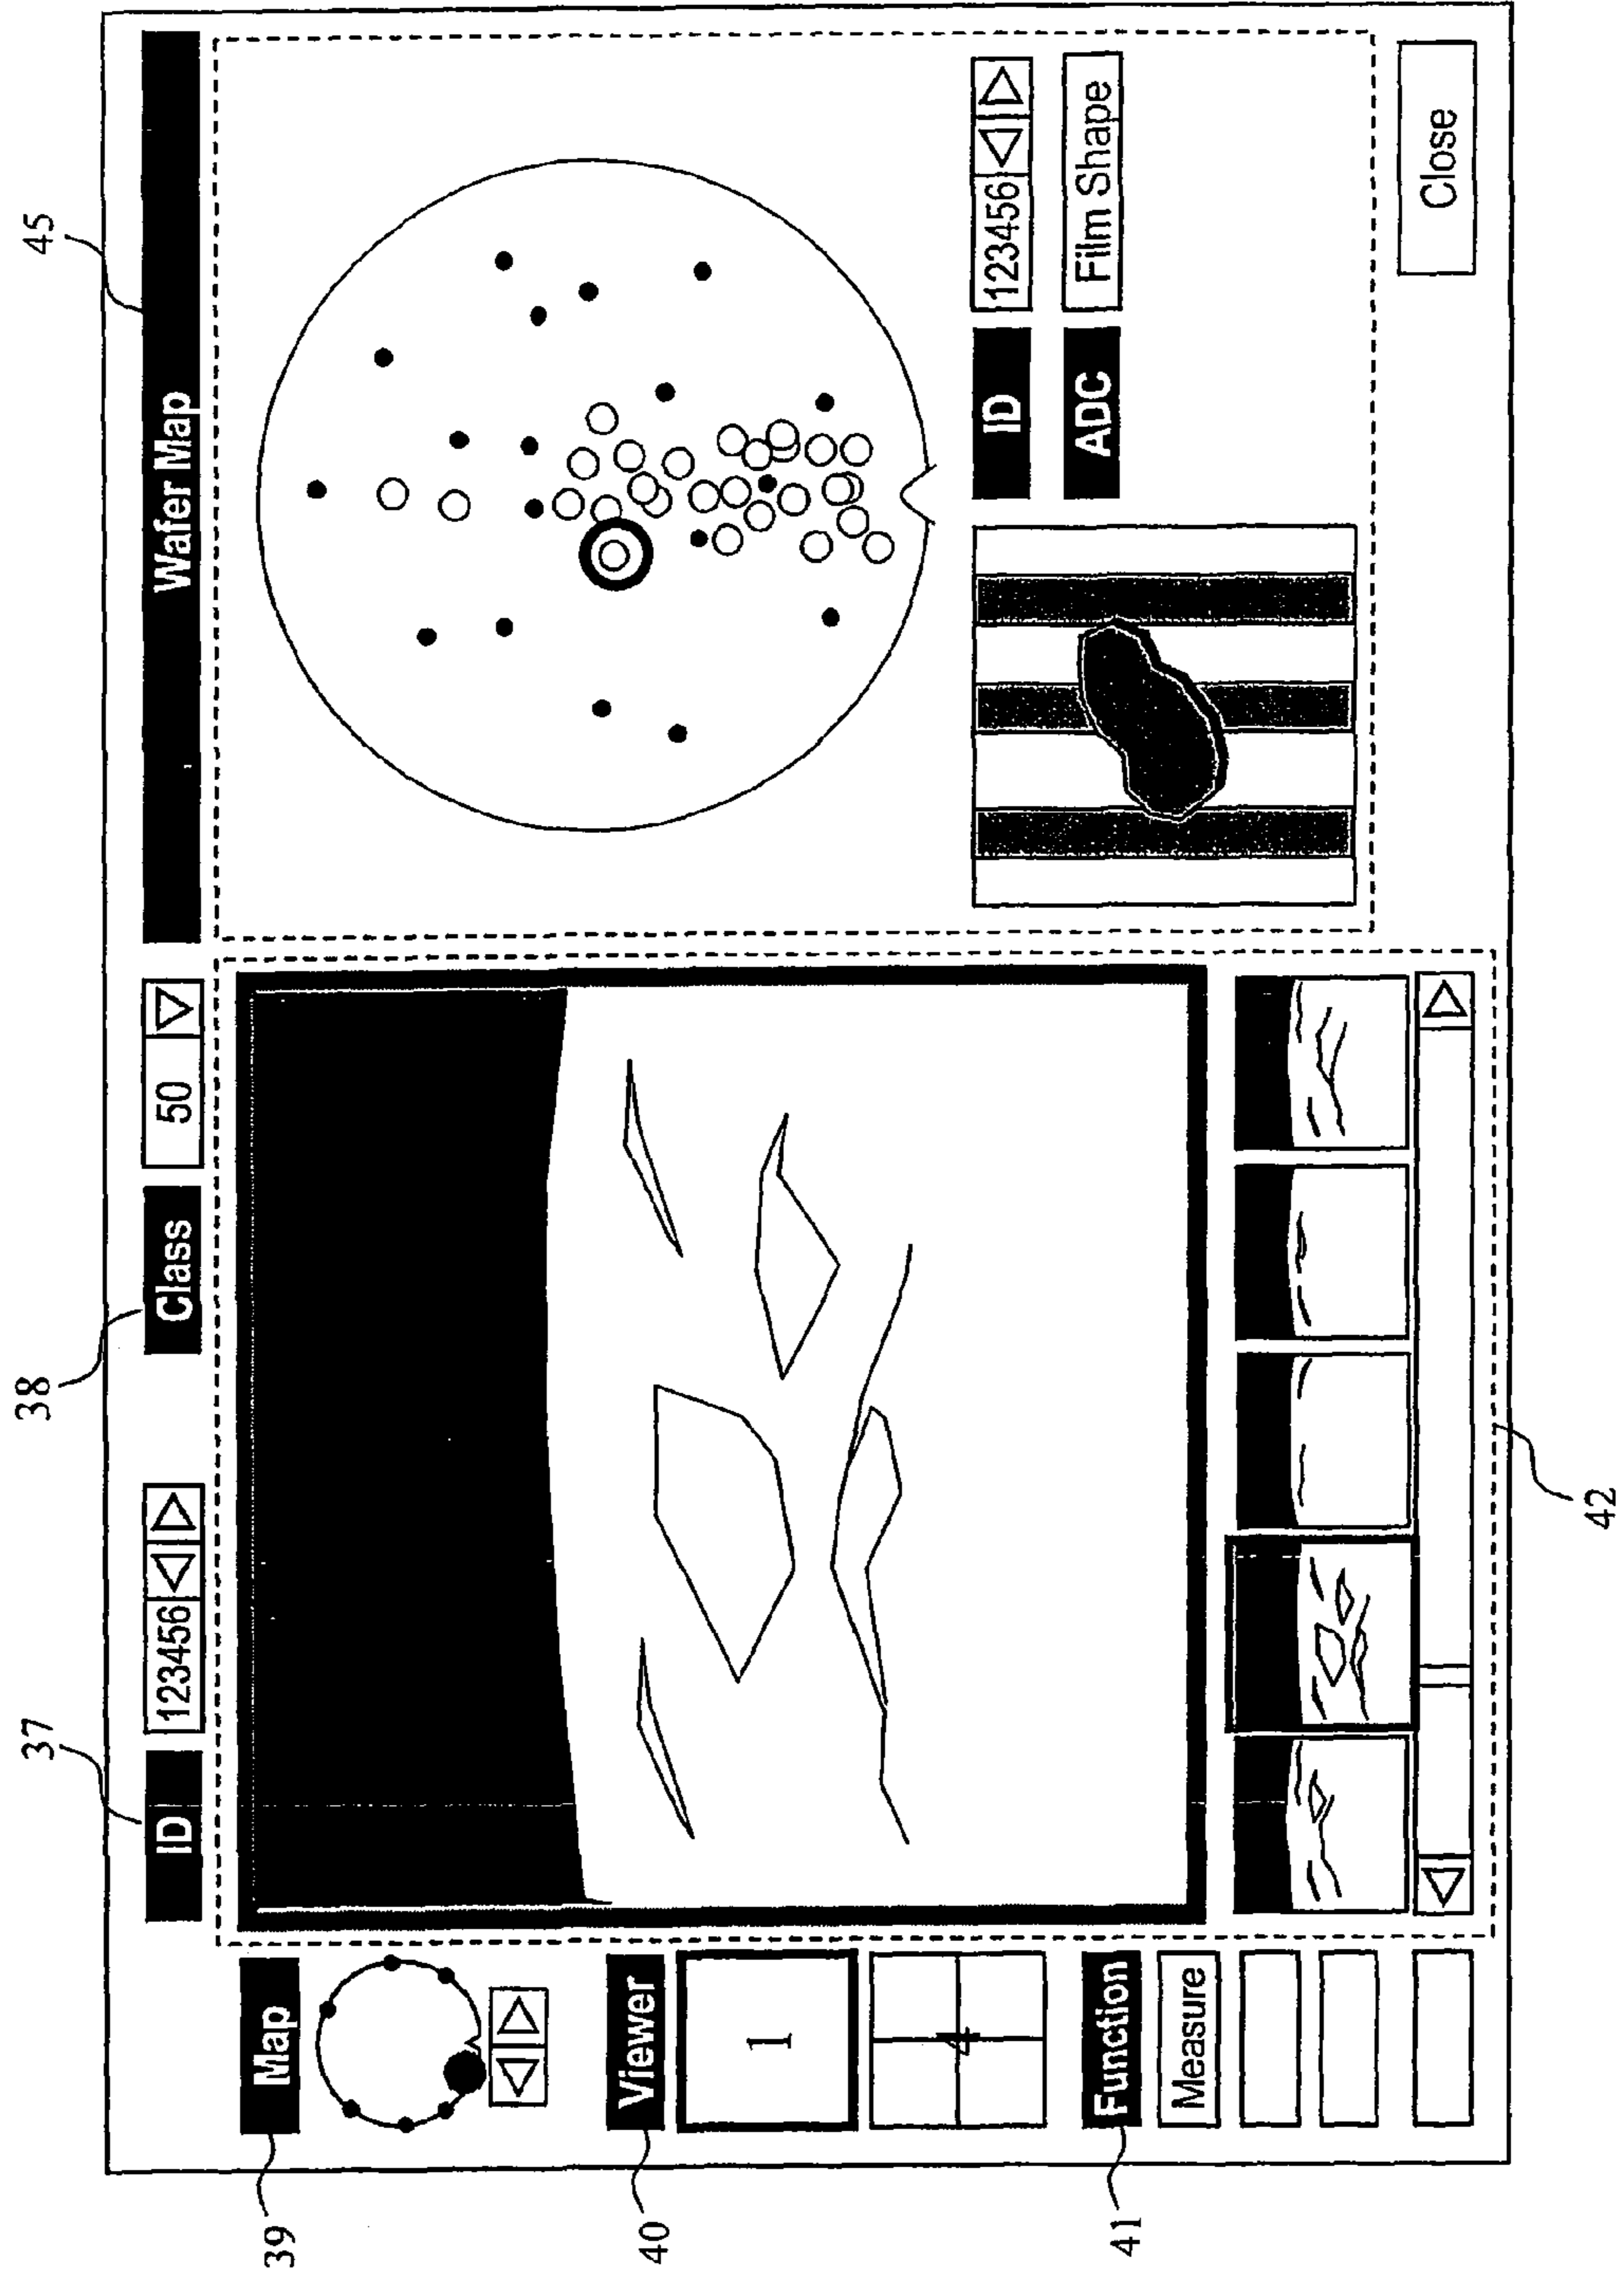 37
38
45
ID 123456
Class 50
Wafer Map
39
Map
40
Viewer
1
4
41
Function
Measure
42
ID 123456
ADC Film Shape
Close